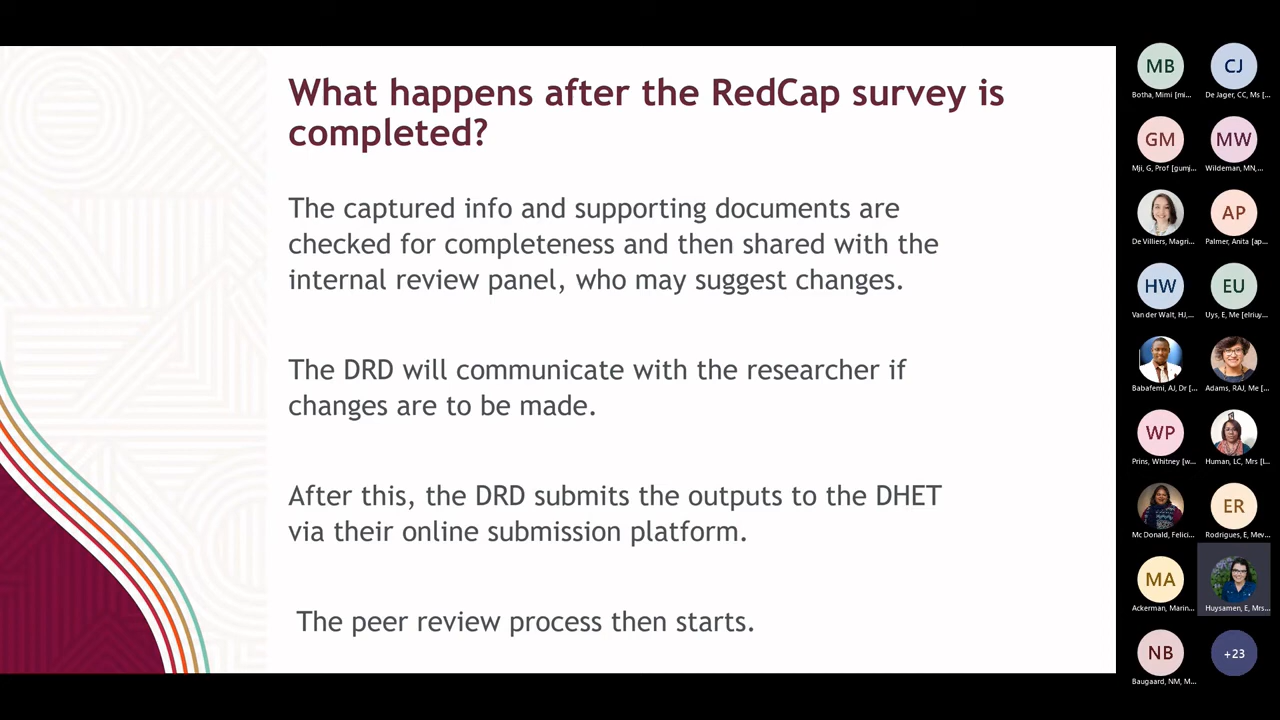 What happens after the RedCap survey is
completed?
The captured info and supporting documents are
checked for completeness and then shared with the
internal review panel, who may suggest changes.
The DRD will communicate with the researcher if
changes are to be made.
After this, the DRD submits the outputs to the DHET
via their online submission platform.
The peer review process then starts.
MB
CJ
Botha, Mimi [mi...
De Jager, CC, Ms [...
GM
MW
Mji, G, Prof [gumj...
Wildeman, MN,...
AP
De Villiers, Magri...
Palmer, Anita [ap...
HW
EU
Van der Walt, HJ,...
Uys, E, Me [elriuy...
Babafemi, AJ, Dr [...
Adams, RAJ, Me [...
WP
Prins, Whitney [w...
Human, LC, Mrs [l...
ER
Mc Donald, Felici...
Rodrigues, E, Mev...
MA
Ackerman, Marin...
Huysamen, E, Mrs...
NB
+23
Baugaard, NM, M...